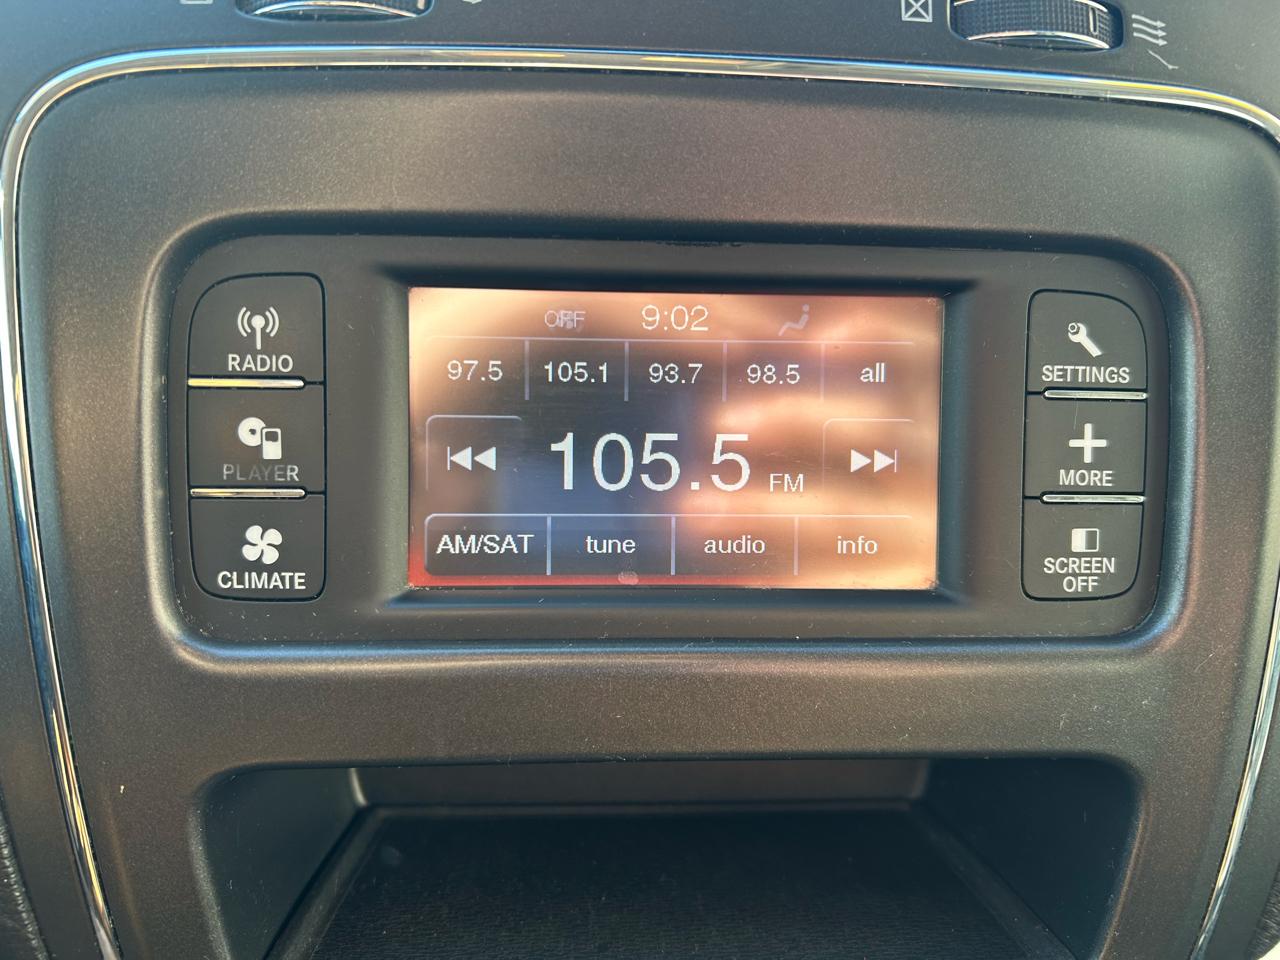 OFF 9:02
97.5 105.1 93.7 98.5 all
105.5 FM
AM/SAT tune audio info
RADIO
PLAYER
CLIMATE
SETTINGS
MORE
SCREEN
OFF